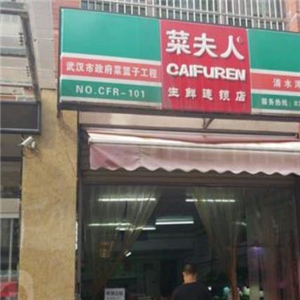 菜夫人
武汉市政府菜篮子工程
CAIFUREN
NO.CFR-101
生鲜连锁店
清水
服务热线:8